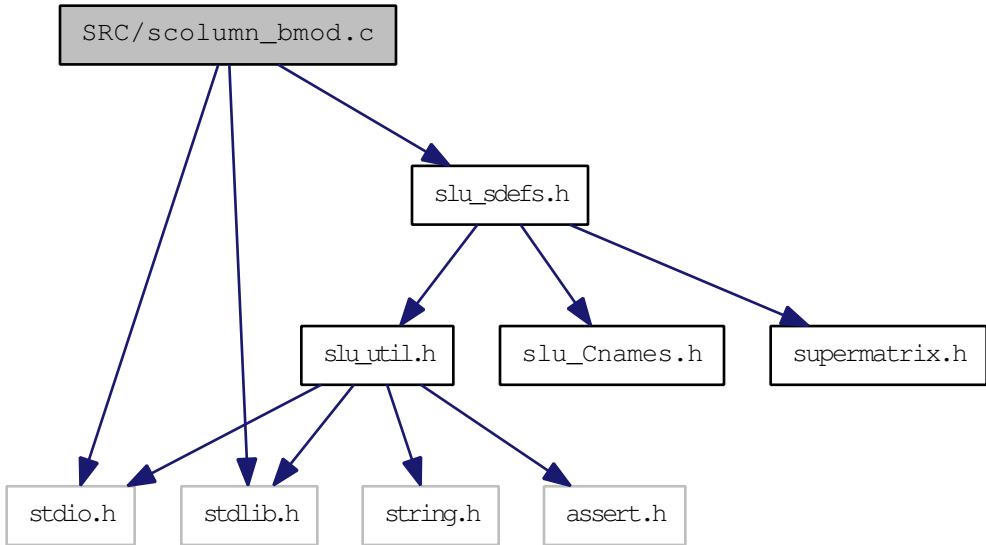 SRC/scolumn_bmod.c
slu_sdefs.h
slu_util.h
slu_Cnames.h
supermatrix.h
stdio.h
stdlib.h
string.h
assert.h